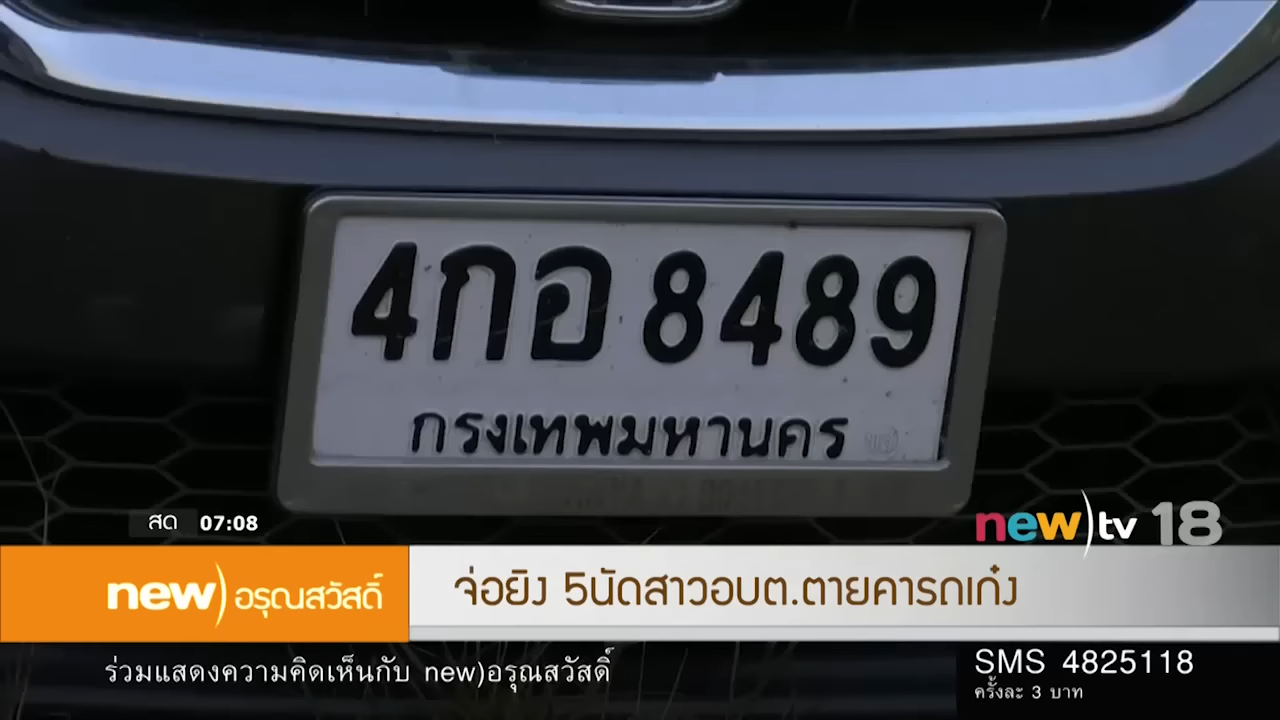 4กอ 8489
กรุงเทพมหานคร
สด 07:08
new)tv 18
new)อรุณสวัสดิ์
จ่อยิง 5นัดสาวอบต.ตายคารถเก๋ง
ร่วมแสดงความคิดเห็นกับ new)อรุณสวัสดิ์
SMS 4825118
ครั้งละ 3 บาท